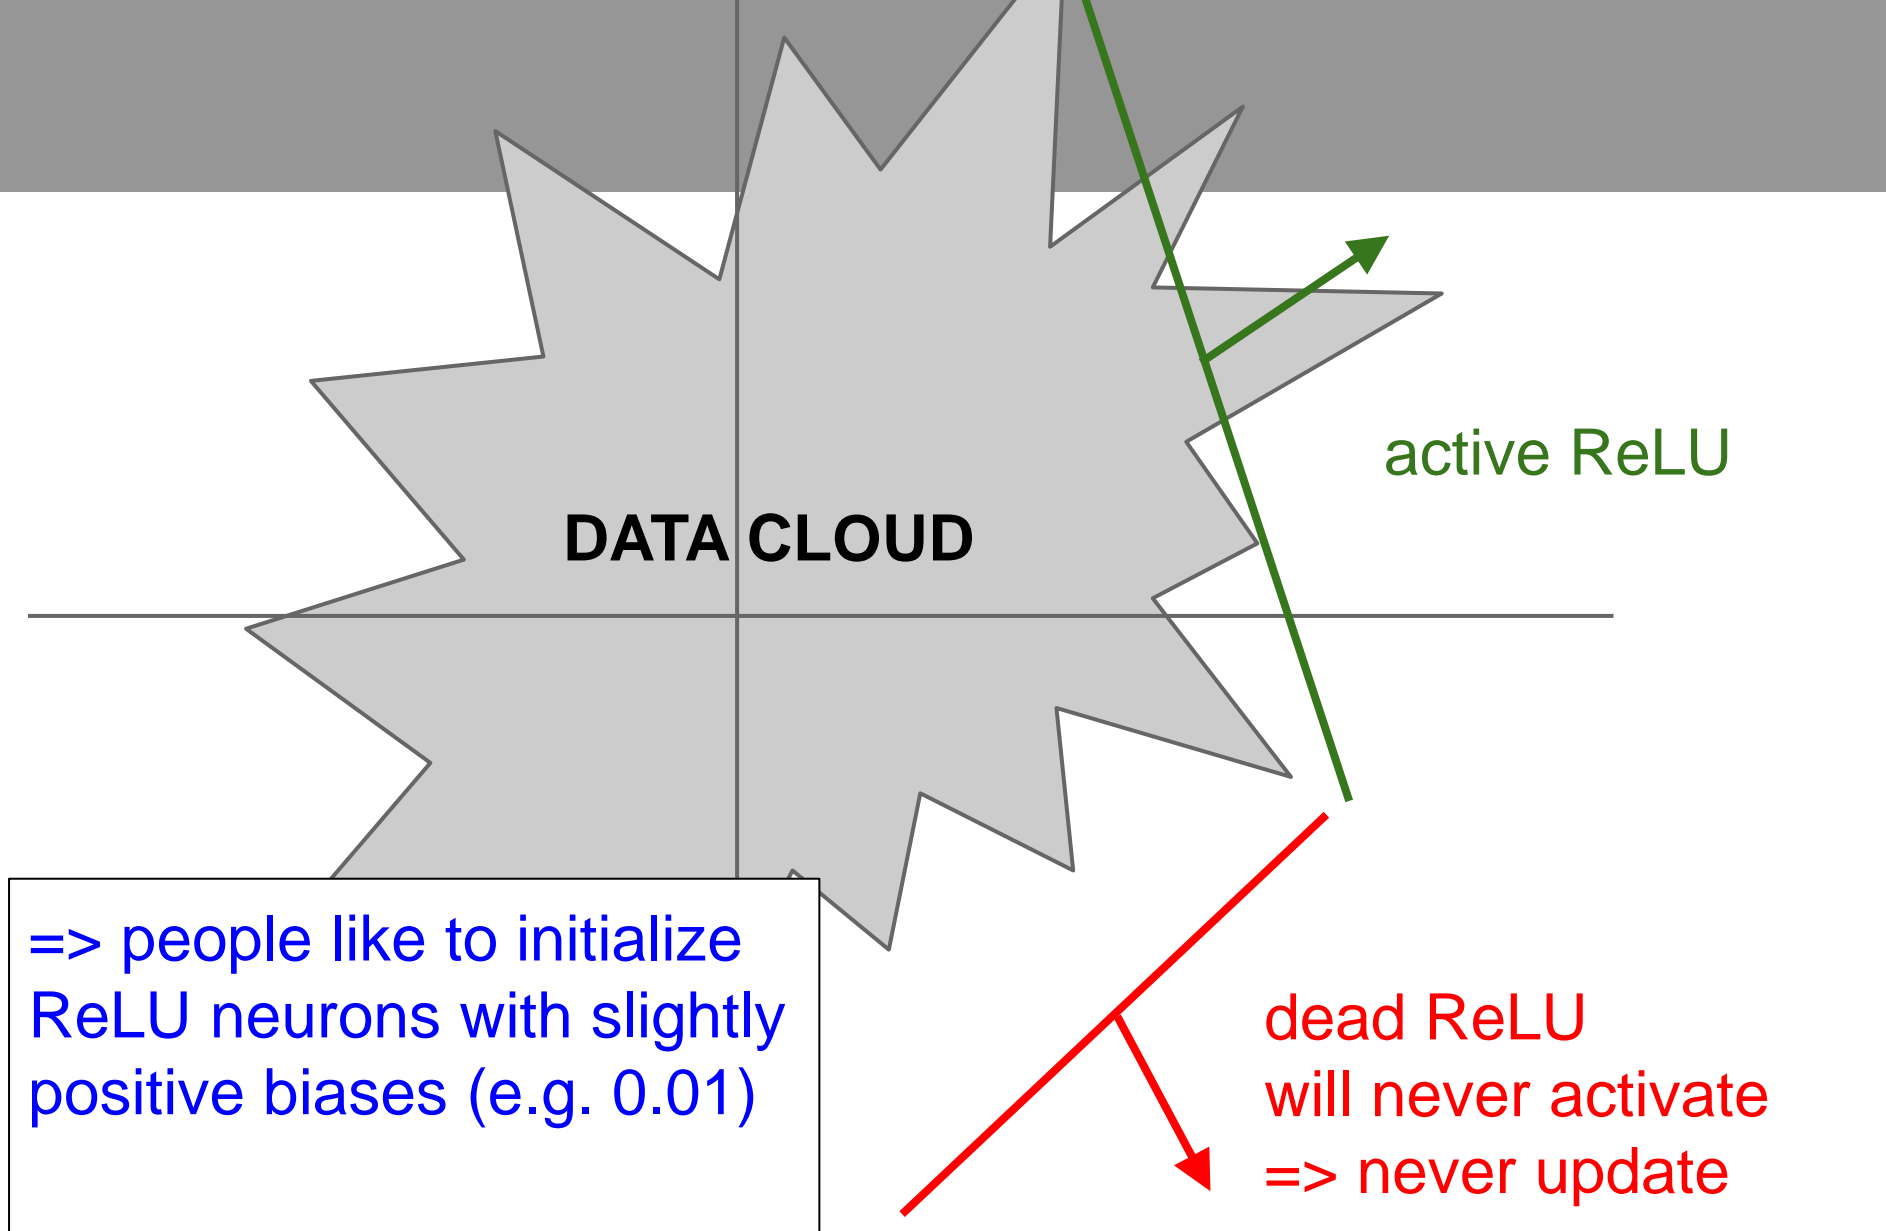 active ReLU
DATA CLOUD
=> people like to initialize
ReLU neurons with slightly
positive biases (e.g. 0.01)
dead ReLU
will never activate
=> never update